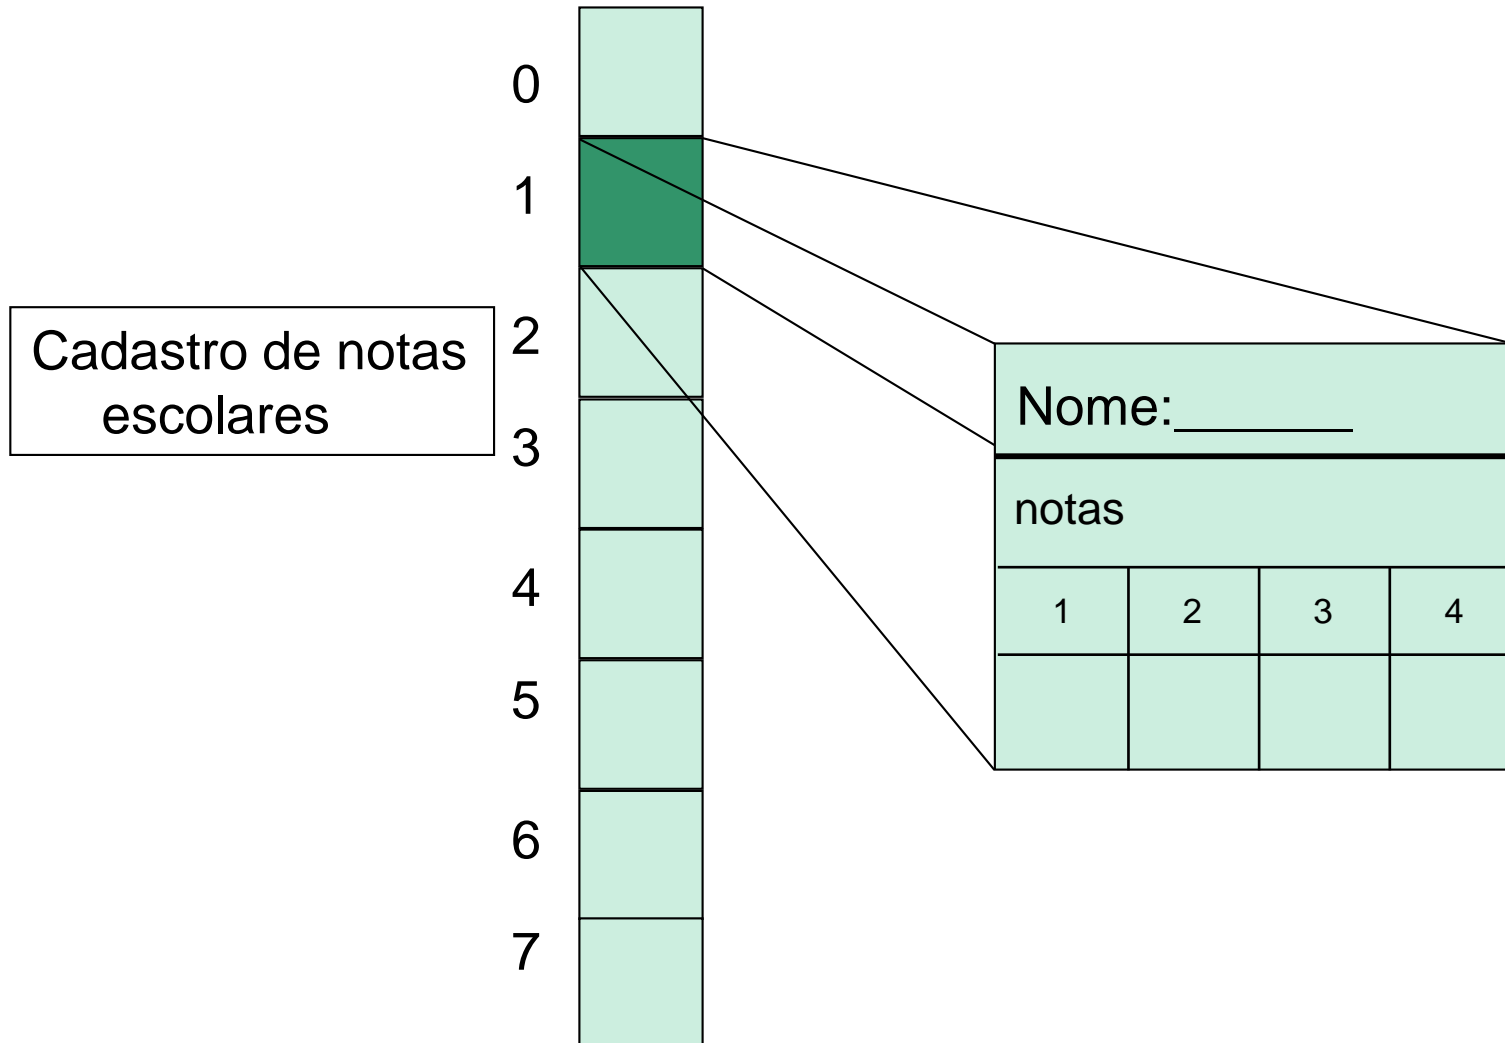 0
1
Cadastro de notas
escolares
2
3
4
5
6
7
Nome:______
notas
1 2 3 4